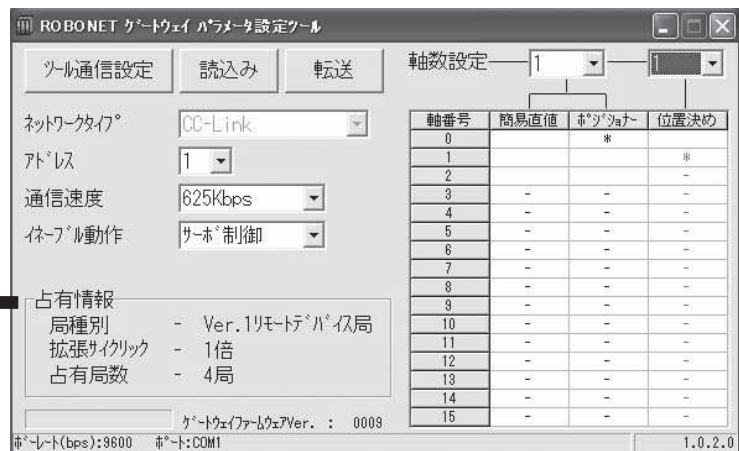 ROBONET ｹﾞｰﾄｳｪｲ ﾊﾟﾗﾒｰﾀ設定ﾂｰﾙ
ﾂｰﾙ通信設定 読込み 転送
軸数設定 1 1
ﾈｯﾄﾜｰｸﾀｲﾌﾟ CC-Link
ｱﾄﾞﾚｽ 1
通信速度 625Kbps
ｲﾈｰﾌﾞﾙ動作 ｻｰﾎﾞ制御
占有情報
局種別 - Ver.1ﾘﾓｰﾄﾃﾞﾊﾞｲｽ局
拡張ｻｲｸﾘｯｸ - 1倍
占有局数 - 4局
ｹﾞｰﾄｳｪｲﾌｧｰﾑｳｪｱVer. : 0009
軸番号 簡易直値 ﾎﾟｼﾞｼｮﾅｰ 位置決め
0 *
1 *
2 -
3 - - -
4 - - -
5 - - -
6 - - -
7 - - -
8 - - -
9 - - -
10 - - -
11 - - -
12 - - -
13 - - -
14 - - -
15 - - -
ﾎﾞｰﾚｰﾄ(bps):9600 ﾎﾟｰﾄ:COM1 1.0.2.0